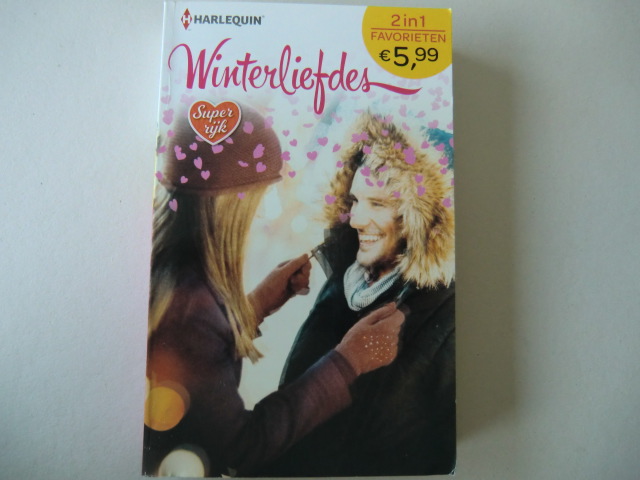 HARLEQUIN®
2 in 1
FAVORIETEN
€5,99
Winterliefdes
Super
rijk